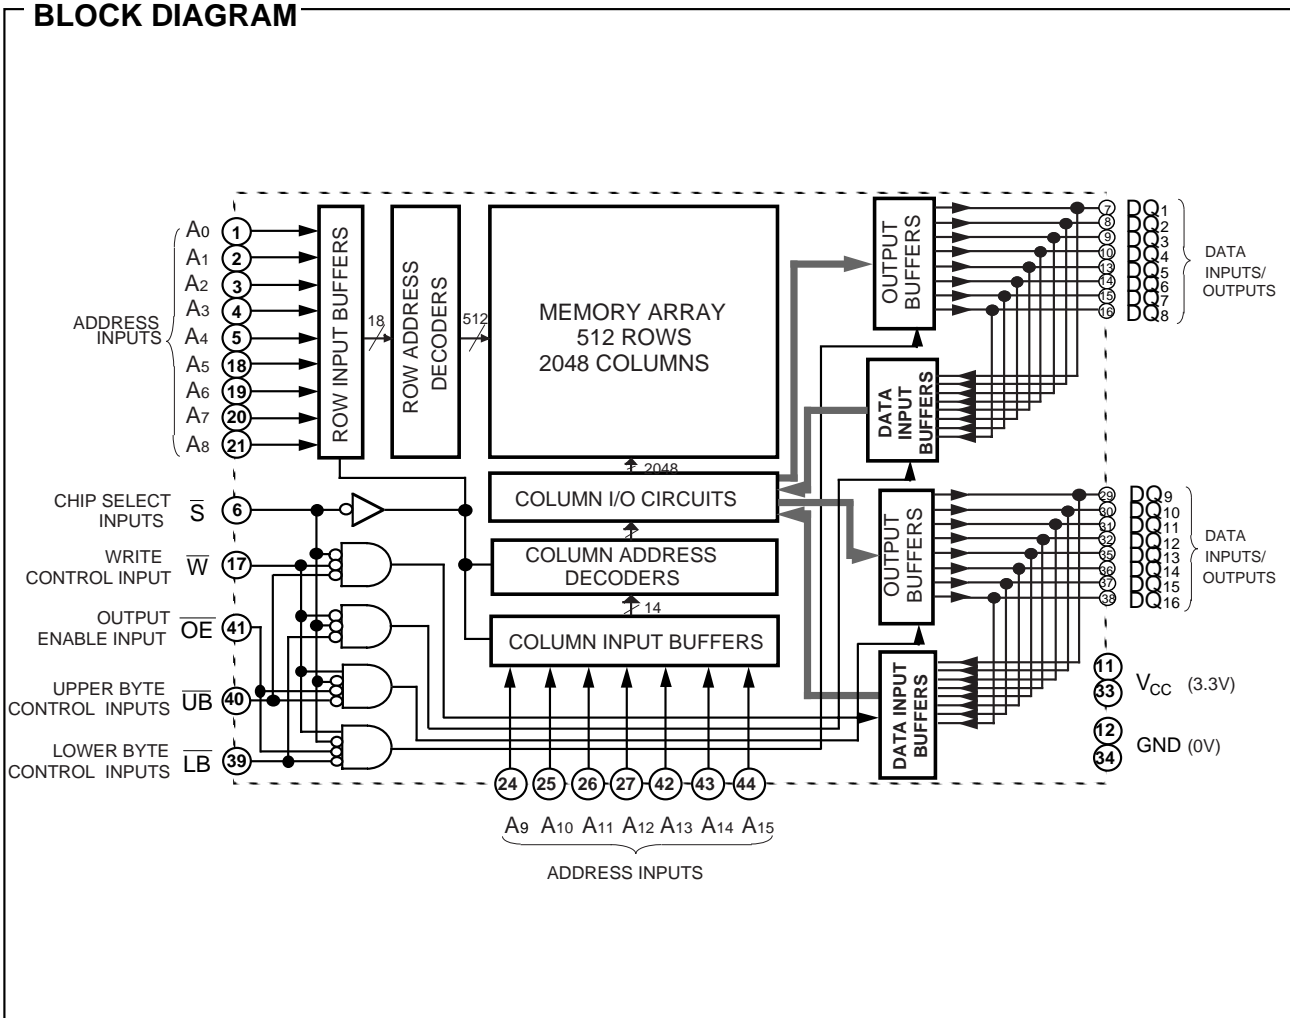 BLOCK DIAGRAM
ADDRESS
INPUTS
A0 1
A1 2
A2 3
A3 4
A4 5
A5 18
A6 19
A7 20
A8 21
ROW INPUT BUFFERS
18
ROW ADDRESS
DECODERS
512
MEMORY ARRAY
512 ROWS
2048 COLUMNS
2048
COLUMN I/O CIRCUITS
COLUMN ADDRESS
DECODERS
14
COLUMN INPUT BUFFERS
CHIP SELECT
INPUTS
S 6
WRITE
CONTROL INPUT
W 17
OUTPUT
ENABLE INPUT
OE 41
UPPER BYTE
CONTROL INPUTS
UB 40
LOWER BYTE
CONTROL INPUTS
LB 39
24 25 26 27 42 43 44
A9 A10 A11 A12 A13 A14 A15
ADDRESS INPUTS
OUTPUT
BUFFERS
DATA
INPUT
BUFFERS
OUTPUT
BUFFERS
DATA INPUT
BUFFERS
7 DQ1
8 DQ2
9 DQ3
10 DQ4
13 DQ5
14 DQ6
15 DQ7
16 DQ8
DATA
INPUTS/
OUTPUTS
29 DQ9
30 DQ10
31 DQ11
32 DQ12
35 DQ13
36 DQ14
37 DQ15
38 DQ16
DATA
INPUTS/
OUTPUTS
11
33
VCC (3.3V)
12
34
GND (0V)